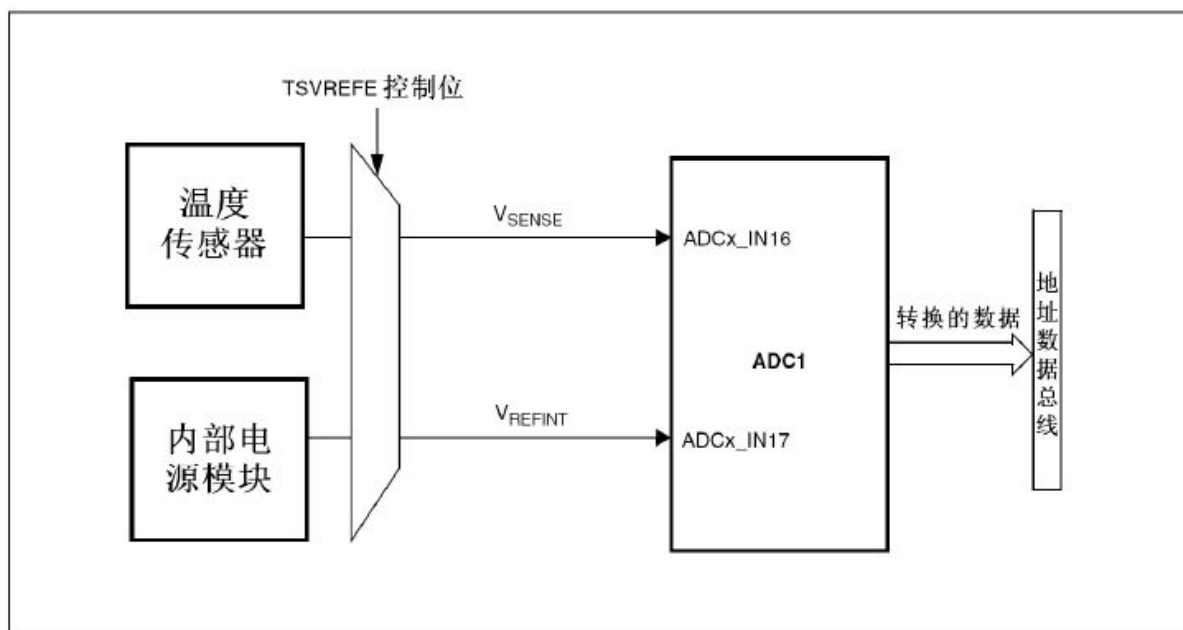 TSVREFE 控制位
温度
传感器
VSENSE
ADCx_IN16
转换的数据
地址数据总线
ADC1
内部电
源模块
VREFINT
ADCx_IN17